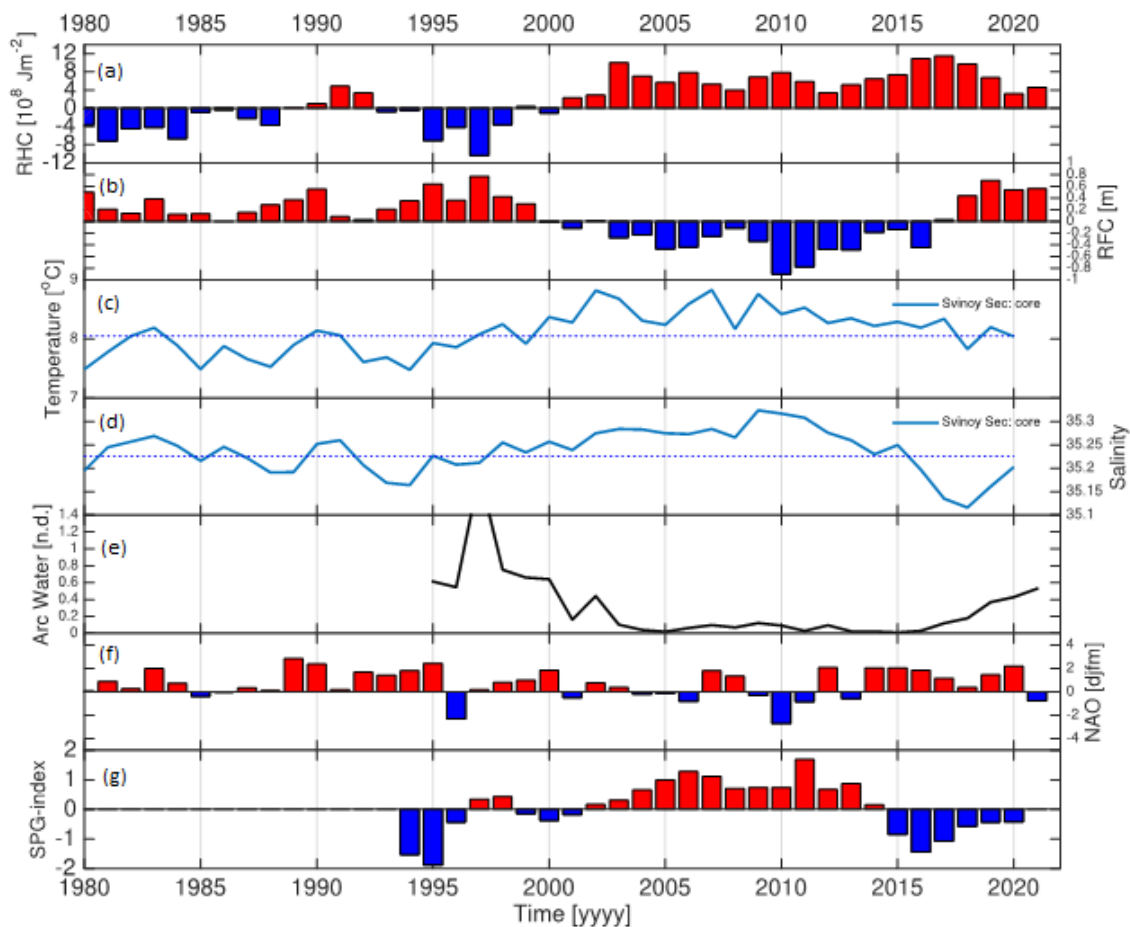 1980 1985 1990 1995 2000 2005 2010 2015 2020
(a)
RHC [10⁸ Jm⁻²]
12
4
0
-4
-12
(b)
RFC [m]
1
0.8
0.6
0.4
0.2
0
-0.2
-0.4
-0.6
-0.8
-1
(c)
Temperature [°C]
9
8
7
Svinoy Sec: core
(d)
Svinoy Sec: core
Salinity
35.3
35.25
35.2
35.15
35.1
(e)
Arc Water [n.d.]
1.4
1.2
1
0.8
0.6
0.4
0.2
0
(f)
NAO [djfm]
4
2
0
-2
-4
(g)
SPG-index
2
1
0
-1
-2
1980 1985 1990 1995 2000 2005 2010 2015 2020
Time [yyyy]